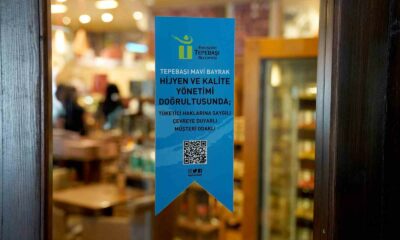 TEPEBAŞI
TEPEBAŞI MAVİ BAYRAK
HİJYEN VE KALİTE
YÖNETİMİ
DOĞRULTUSUNDA;
TÜKETİCİ HAKLARINA SAYGILI
ÇEVREYE DUYARLI
MÜŞTERİ ODAKLI